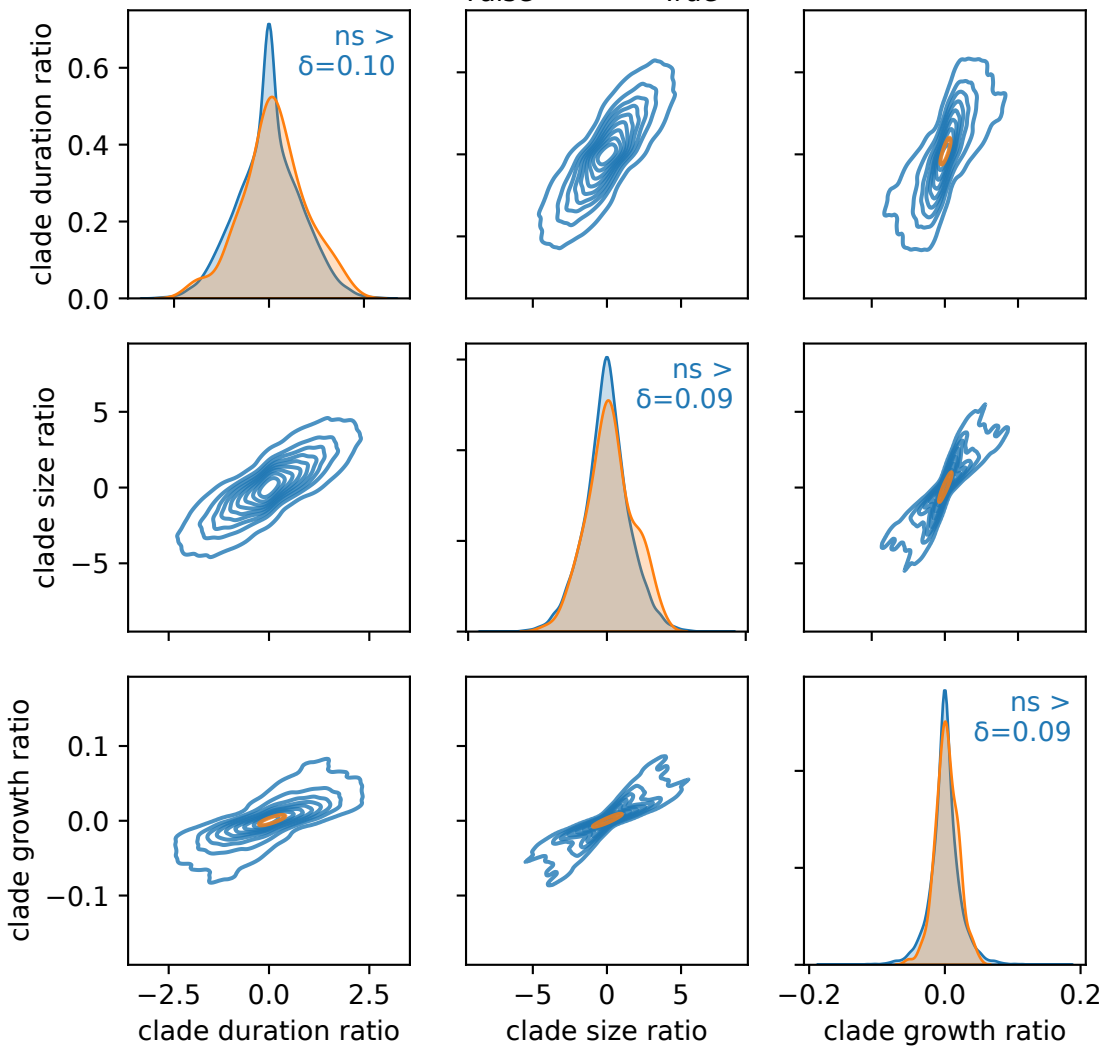 clade duration ratio
0.6
0.4
0.2
0.0
ns >
δ=0.10
clade size ratio
5
0
−5
ns >
δ=0.09
clade growth ratio
0.1
0.0
−0.1
ns >
δ=0.09
−2.5 0.0 2.5
−5 0 5
−0.2 0.0 0.2
clade duration ratio
clade size ratio
clade growth ratio